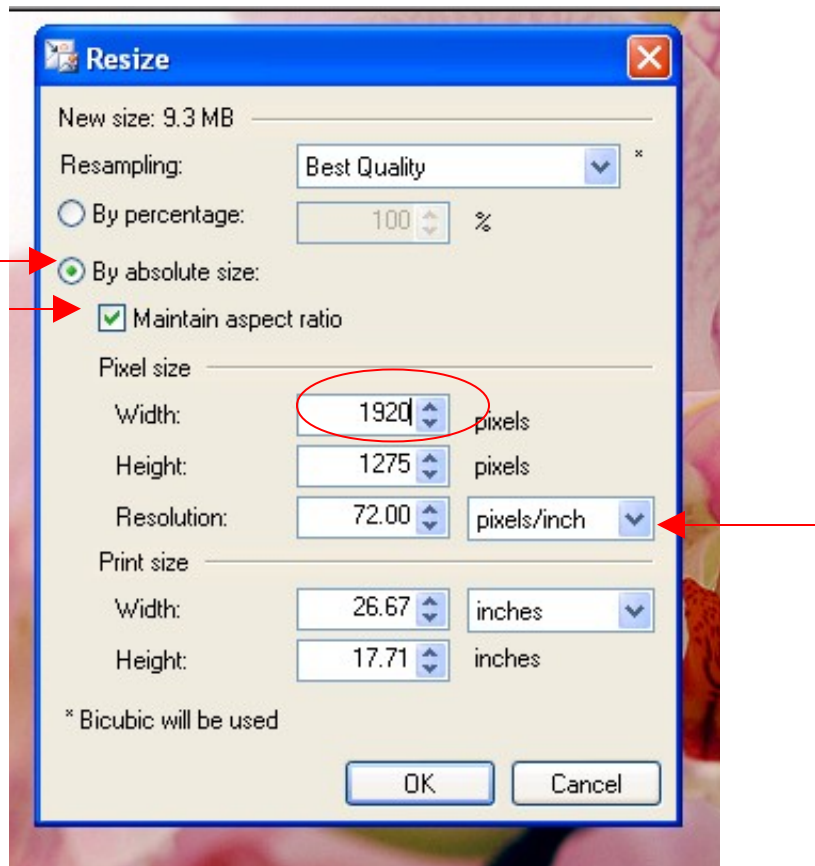 Resize
New size: 9.3 MB
Resampling: Best Quality *
By percentage: 100 %
By absolute size:
Maintain aspect ratio
Pixel size
Width: 1920 pixels
Height: 1275 pixels
Resolution: 72.00 pixels/inch
Print size
Width: 26.67 inches
Height: 17.71 inches
* Bicubic will be used
OK Cancel